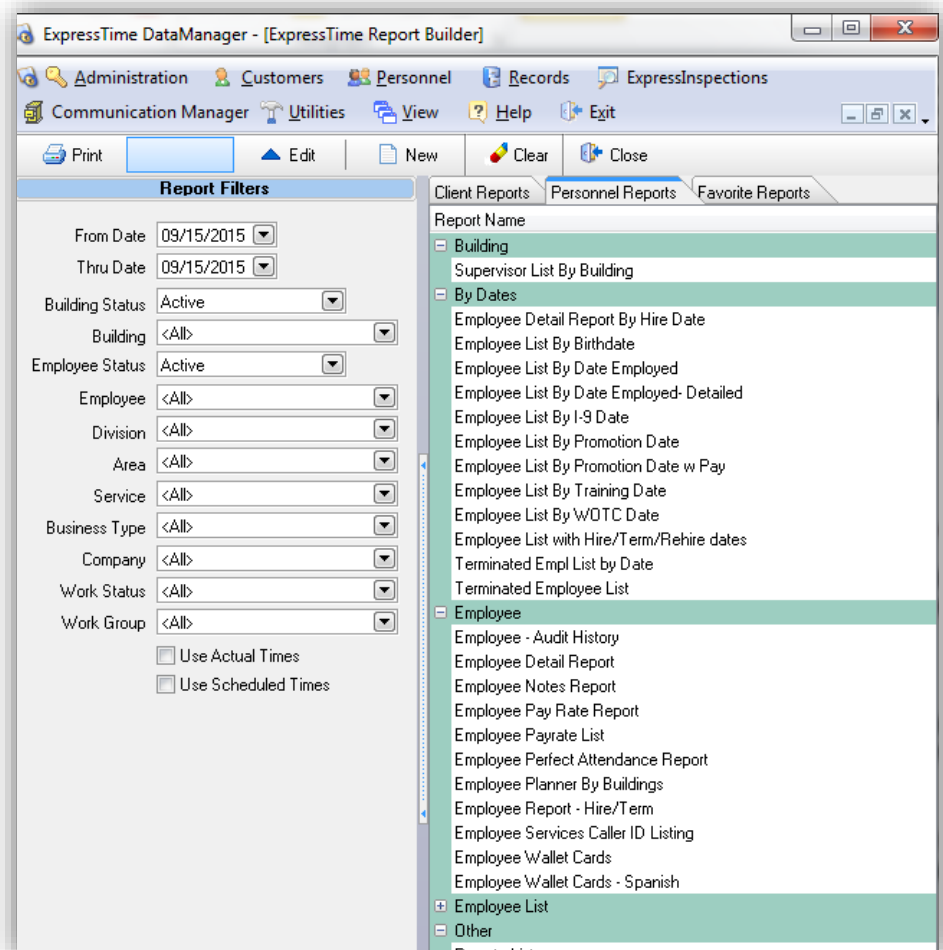 ExpressTime DataManager - [ExpressTime Report Builder]
Administration Customers Personnel Records ExpressInspections
Communication Manager Utilities View Help Exit
Print Edit New Clear Close
Report Filters
From Date 09/15/2015
Thru Date 09/15/2015
Building Status Active
Building <All>
Employee Status Active
Employee <All>
Division <All>
Area <All>
Service <All>
Business Type <All>
Company <All>
Work Status <All>
Work Group <All>
Use Actual Times
Use Scheduled Times
Client Reports Personnel Reports Favorite Reports
Report Name
Building
Supervisor List By Building
By Dates
Employee Detail Report By Hire Date
Employee List By Birthdate
Employee List By Date Employed
Employee List By Date Employed- Detailed
Employee List By I-9 Date
Employee List By Promotion Date
Employee List By Promotion Date w Pay
Employee List By Training Date
Employee List By WOTC Date
Employee List with Hire/Term/Rehire dates
Terminated Empl List by Date
Terminated Employee List
Employee
Employee - Audit History
Employee Detail Report
Employee Notes Report
Employee Pay Rate Report
Employee Payrate List
Employee Perfect Attendance Report
Employee Planner By Buildings
Employee Report - Hire/Term
Employee Services Caller ID Listing
Employee Wallet Cards
Employee Wallet Cards - Spanish
Employee List
Other